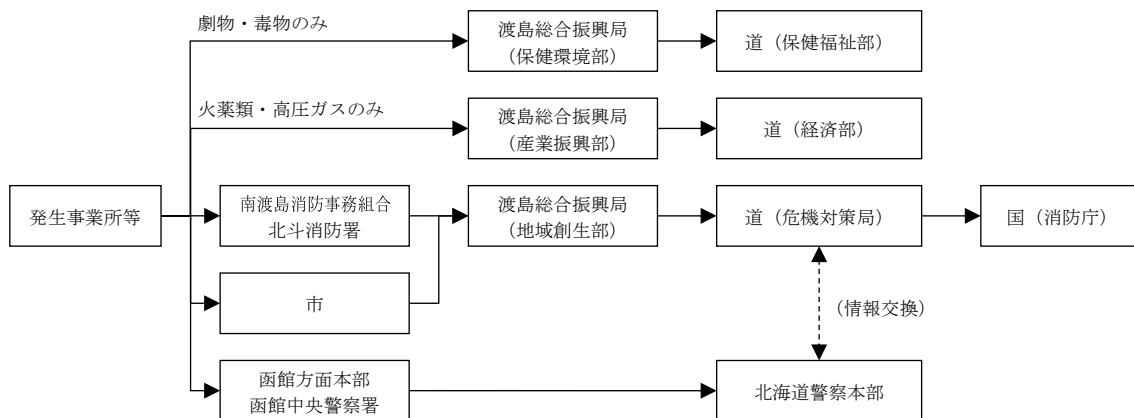 劇物・毒物のみ
渡島総合振興局
（保健環境部）
道（保健福祉部）
火薬類・高圧ガスのみ
渡島総合振興局
（産業振興部）
道（経済部）
発生事業所等
南渡島消防事務組合
北斗消防署
渡島総合振興局
（地域創生部）
道（危機対策局）
国（消防庁）
市
（情報交換）
函館方面本部
函館中央警察署
北海道警察本部